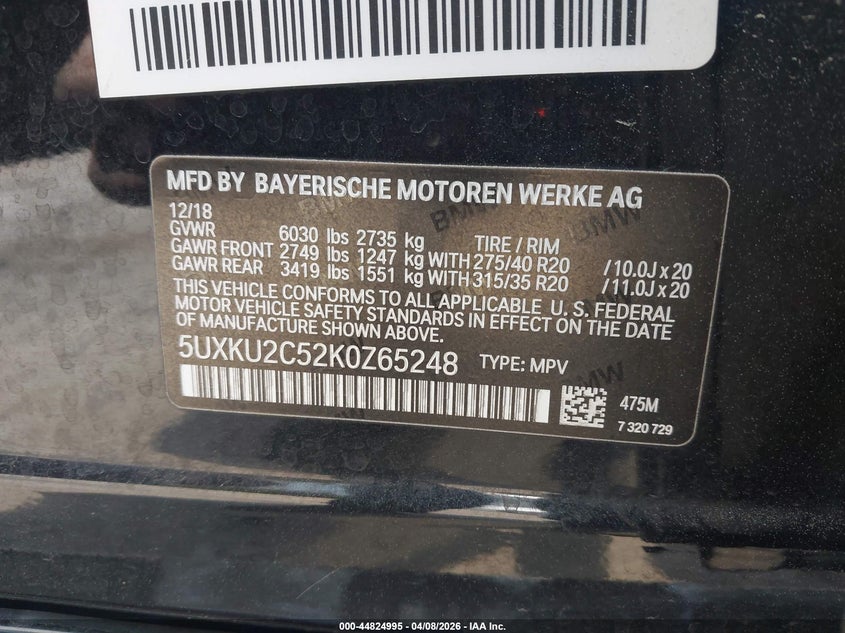 MFD BY BAYERISCHE MOTOREN WERKE AG
12/18
GVWR 6030 lbs 2735 kg TIRE / RIM
GAWR FRONT 2749 lbs 1247 kg WITH 275/40 R20 / 10.0J x 20
GAWR REAR 3419 lbs 1551 kg WITH 315/35 R20 / 11.0J x 20
THIS VEHICLE CONFORMS TO ALL APPLICABLE U. S. FEDERAL
MOTOR VEHICLE SAFETY STANDARDS IN EFFECT ON THE DATE
OF MANUFACTURE SHOWN ABOVE.
5UXKU2C52K0Z65248 TYPE: MPV
475M
7 320 729
BMW
BMW
BMW
000-44824995 - 04/08/2026 - IAA Inc.